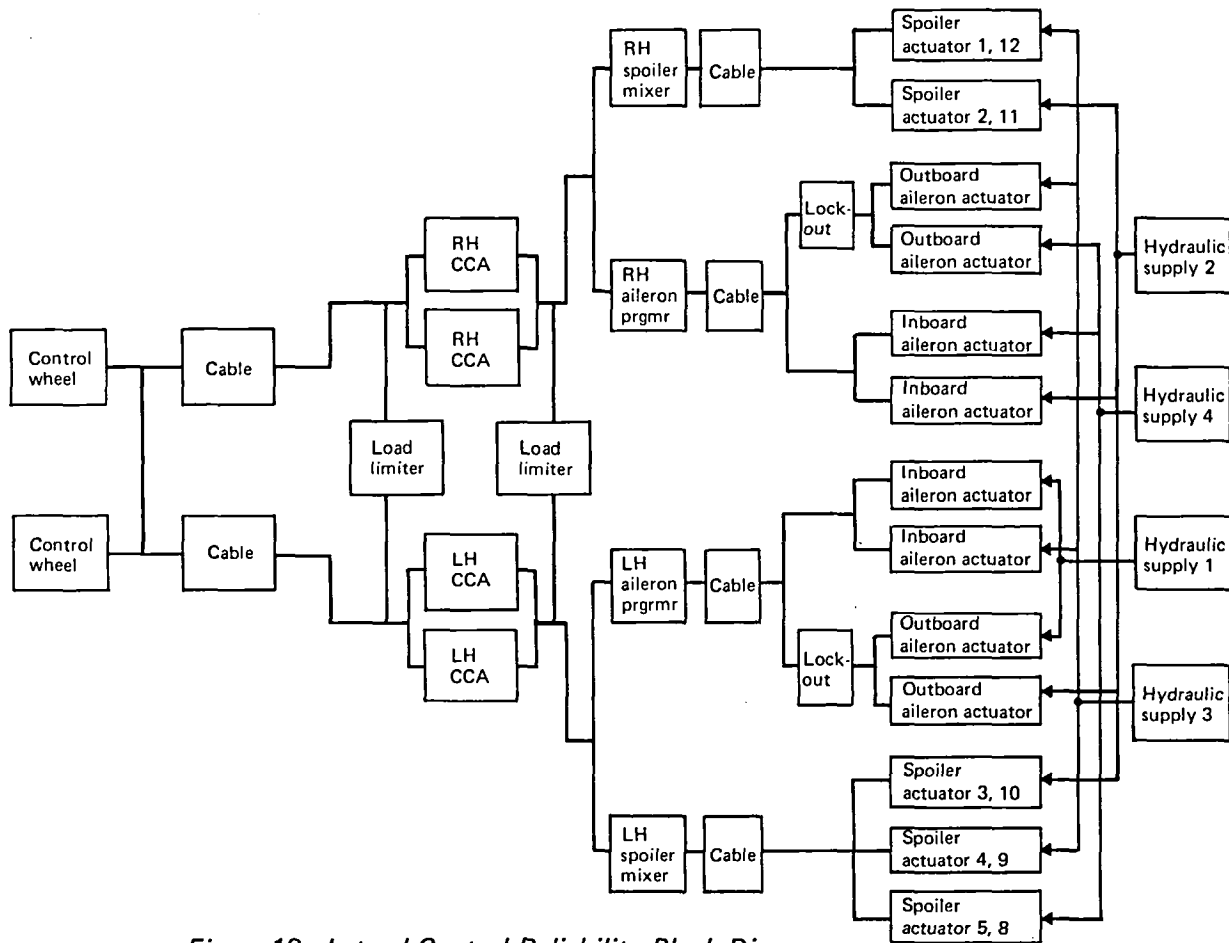 RH
spoiler
mixer
Cable
Spoiler
actuator 1, 12
Spoiler
actuator 2, 11
RH
aileron
prgmr
Cable
Lock-
out
Outboard
aileron actuator
Outboard
aileron actuator
Inboard
aileron actuator
Inboard
aileron actuator
Hydraulic
supply 2
Hydraulic
supply 4
Hydraulic
supply 1
Hydraulic
supply 3
Control
wheel
Cable
RH
CCA
RH
CCA
Load
limiter
Load
limiter
Control
wheel
Cable
LH
CCA
LH
CCA
LH
aileron
prgrmr
Cable
Lock-
out
Inboard
aileron actuator
Inboard
aileron actuator
Outboard
aileron actuator
Outboard
aileron actuator
LH
spoiler
mixer
Cable
Spoiler
actuator 3, 10
Spoiler
actuator 4, 9
Spoiler
actuator 5, 8
Lateral Control Reliability Block